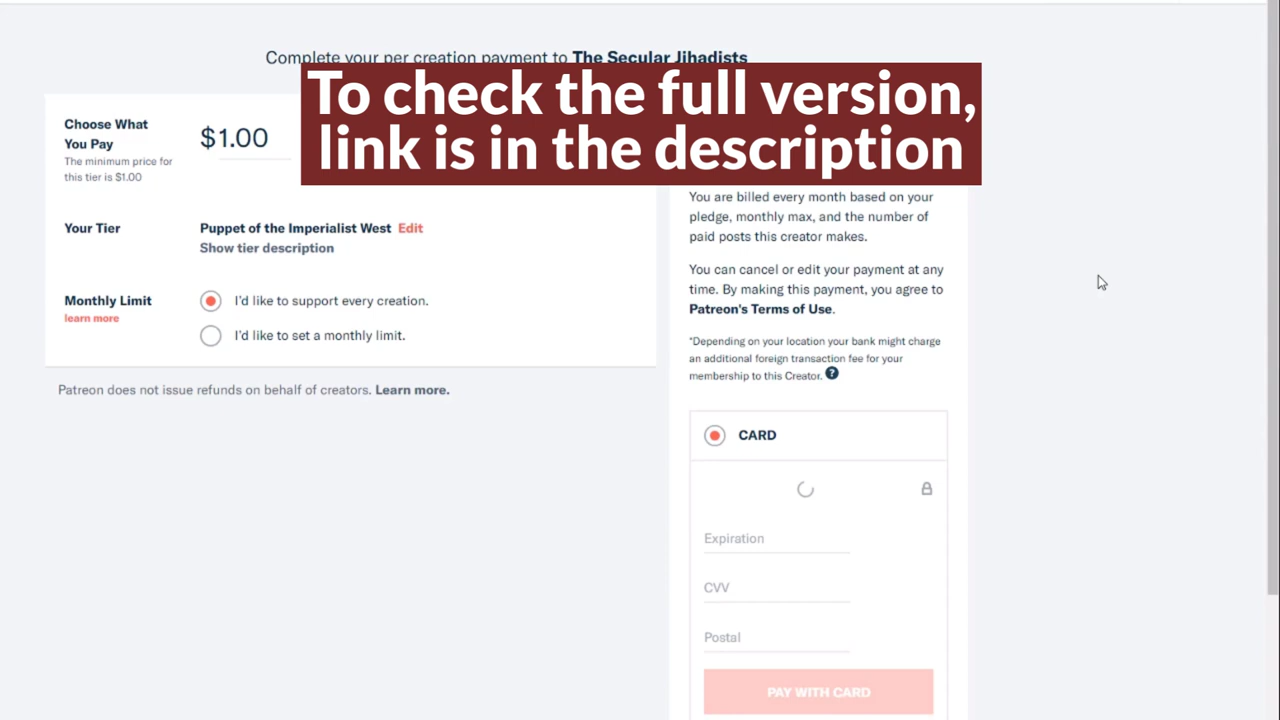 Complete your per creation payment to The Secular Jihadists
To check the full version,
link is in the description
Choose What
You Pay
The minimum price for
this tier is $1.00
$1.00
Your Tier
Puppet of the Imperialist West Edit
Show tier description
Monthly Limit
learn more
I'd like to support every creation.
I'd like to set a monthly limit.
Patreon does not issue refunds on behalf of creators. Learn more.
You are billed every month based on your
pledge, monthly max, and the number of
paid posts this creator makes.
You can cancel or edit your payment at any
time. By making this payment, you agree to
Patreon's Terms of Use.
*Depending on your location your bank might charge
an additional foreign transaction fee for your
membership to this Creator. ?
CARD
Expiration
CVV
Postal
PAY WITH CARD